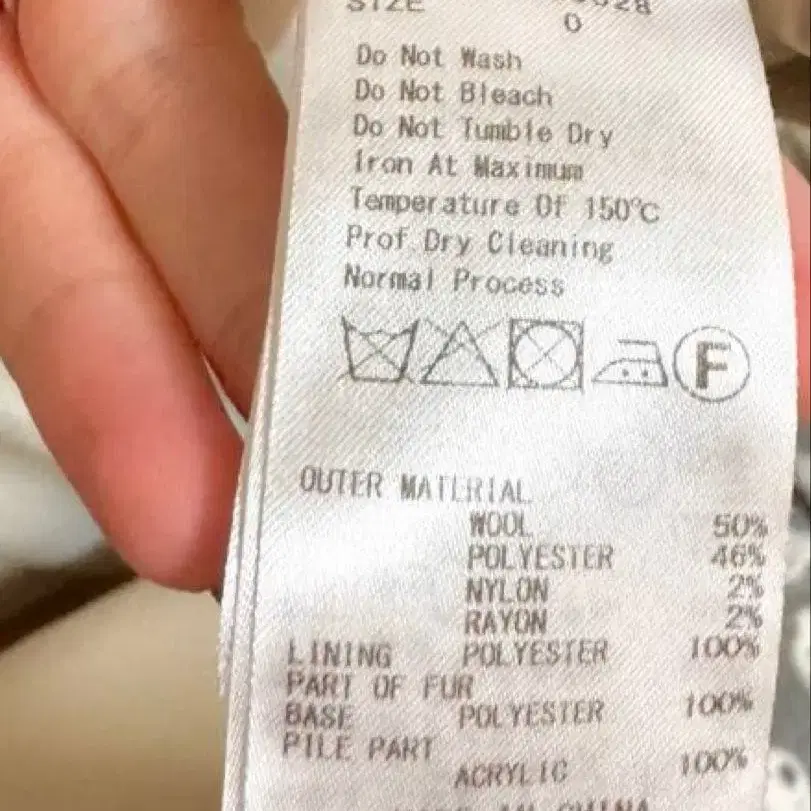 SIZE
0
Do Not Wash
Do Not Bleach
Do Not Tumble Dry
Iron At Maximum
Temperature Of 150℃
Prof Dry Cleaning
Normal Process
F
OUTER MATERIAL
WOOL 50%
POLYESTER 46%
NYLON 2%
RAYON 2%
LINING POLYESTER 100%
PART OF FUR
BASE POLYESTER 100%
PILE PART
ACRYLIC 100%